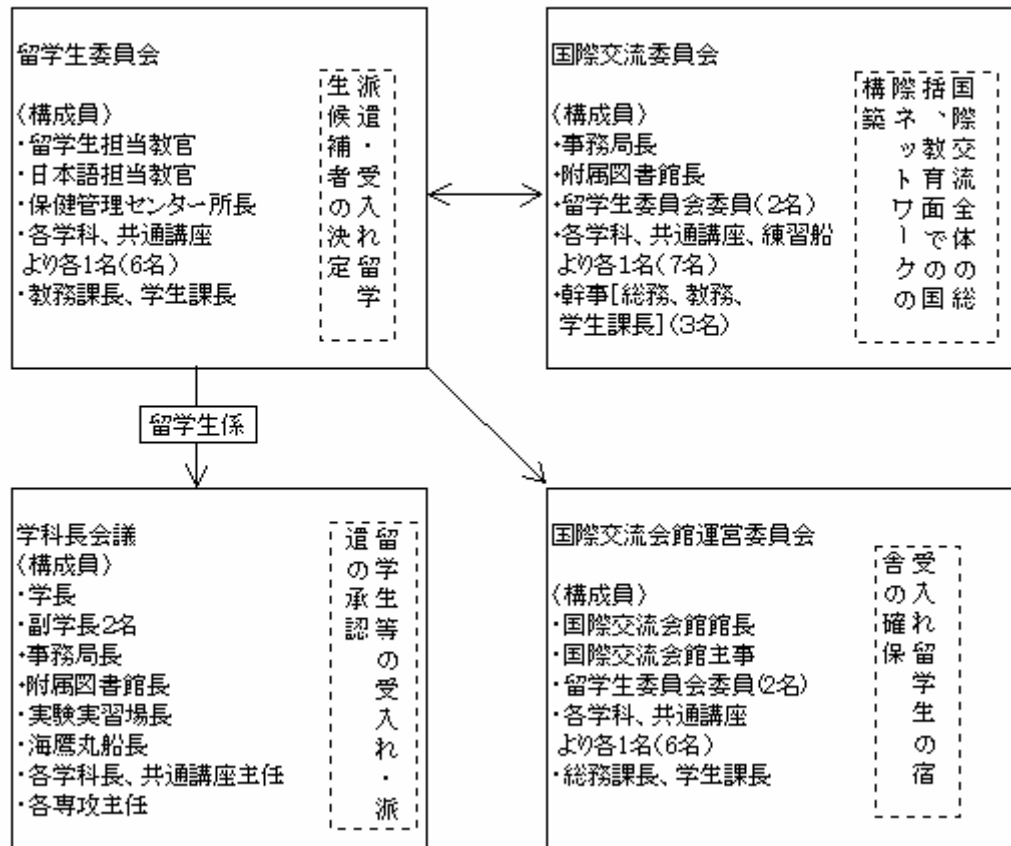 留学生委員会
〈構成員〉
・留学生担当教官
・日本語担当教官
・保健管理センター所長
・各学科、共通講座
より各1名(6名)
・教務課長、学生課長
派遣・受入れ留学
生候補者の決定
国際交流委員会
〈構成員〉
・事務局長
・附属図書館長
・留学生委員会委員(2名)
・各学科、共通講座、練習船
より各1名(7名)
・幹事[総務、教務、
学生課長](3名)
国際交流全体の総
括、教育面での国
際ネットワークの
構築
留学生係
学科長会議
〈構成員〉
・学長
・副学長2名
・事務局長
・附属図書館長
・実験実習場長
・海鷹丸船長
・各学科長、共通講座主任
・各専攻主任
留学生等の受入れ・派
遣の承認
国際交流会館運営委員会
〈構成員〉
・国際交流会館館長
・国際交流会館主事
・留学生委員会委員(2名)
・各学科、共通講座
より各1名(6名)
・総務課長、学生課長
受入れ留学生の宿
舎の確保